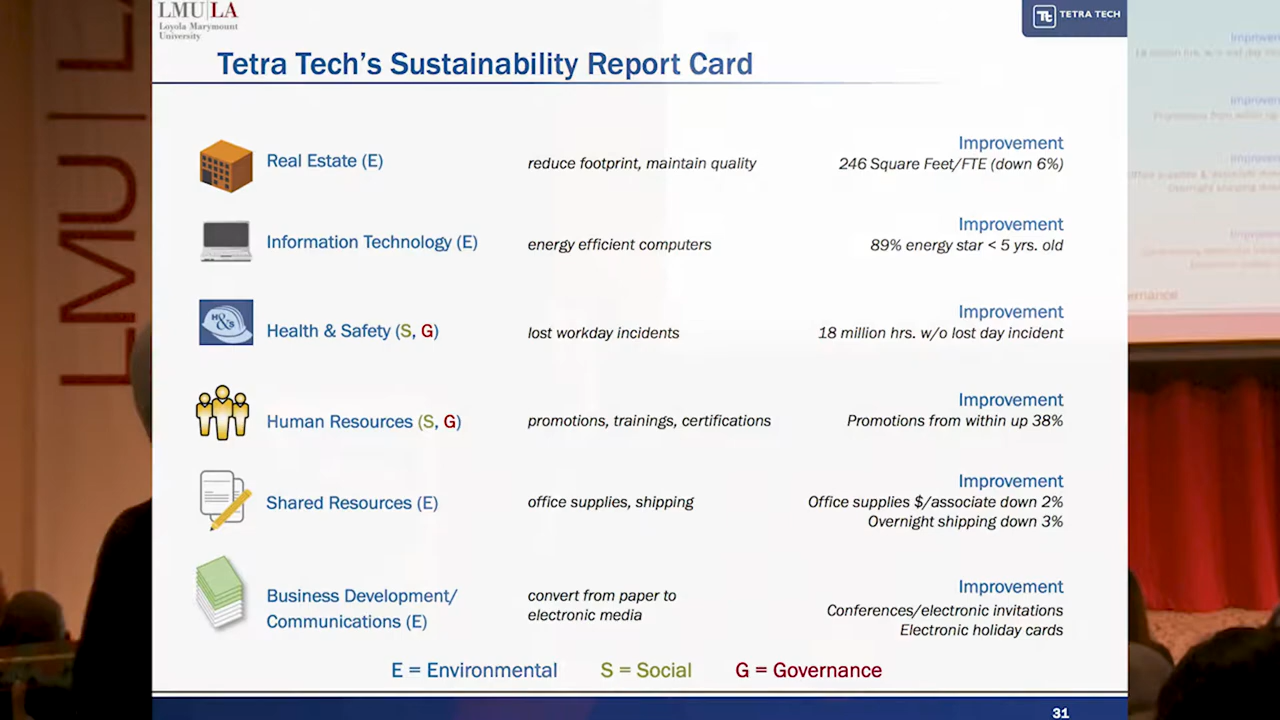 LMU|LA
Loyola Marymount
University
TETRA TECH
Tetra Tech's Sustainability Report Card
Real Estate (E)
reduce footprint, maintain quality
Improvement
246 Square Feet/FTE (down 6%)
Information Technology (E)
energy efficient computers
Improvement
89% energy star < 5 yrs. old
H&S
Health & Safety (S, G)
lost workday incidents
Improvement
18 million hrs. w/o lost day incident
Human Resources (S, G)
promotions, trainings, certifications
Improvement
Promotions from within up 38%
Shared Resources (E)
office supplies, shipping
Improvement
Office supplies $/associate down 2%
Overnight shipping down 3%
Business Development/
Communications (E)
convert from paper to
electronic media
Improvement
Conferences/electronic invitations
Electronic holiday cards
E = Environmental S = Social G = Governance
31
LMU|LA